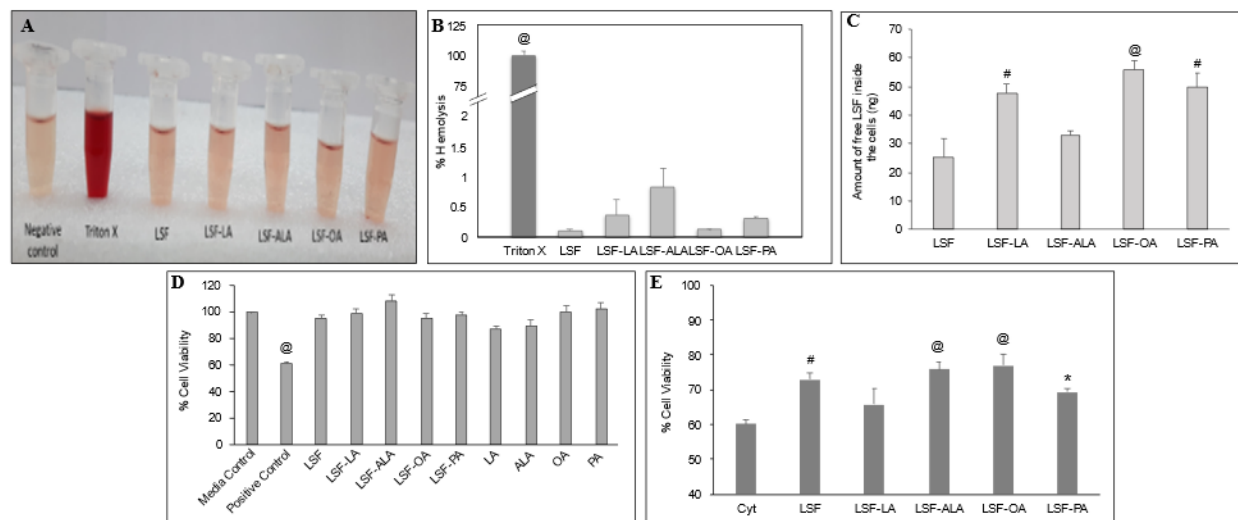 A
Negative
control
Triton X
LSF
LSF-LA
LSF-ALA
LSF-OA
LSF-PA
B
% Hemolysis
125
100
75
2
1.5
1
0.5
0
@
Triton X LSF LSF-LA LSF-ALA LSF-OA LSF-PA
C
Amount of free LSF inside
the cells (ng)
70
60
50
40
30
20
10
0
# @ #
LSF LSF-LA LSF-ALA LSF-OA LSF-PA
D
% Cell Viability
120
100
80
60
40
20
0
@
Media Control
Positive Control
LSF
LSF-LA
LSF-ALA
LSF-OA
LSF-PA
LA
ALA
OA
PA
E
% Cell Viability
100
90
80
70
60
50
40
# @ @ *
Cyt LSF LSF-LA LSF-ALA LSF-OA LSF-PA